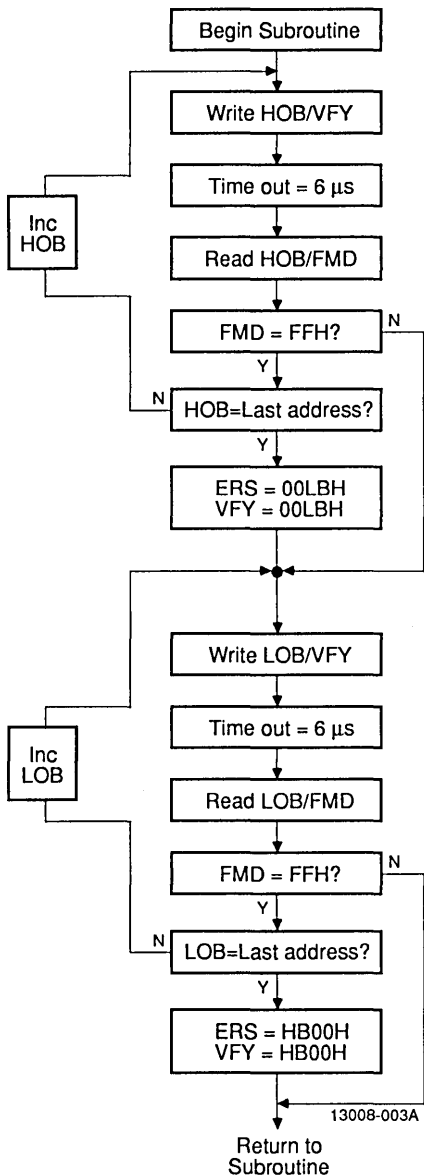 Begin Subroutine
Write HOB/VFY
Time out = 6 µs
Inc
HOB
Read HOB/FMD
FMD = FFH?
N
Y
N
HOB=Last address?
Y
ERS = 00LBH
VFY = 00LBH
Write LOB/VFY
Time out = 6 µs
Inc
LOB
Read LOB/FMD
FMD = FFH?
N
Y
N
LOB=Last address?
Y
ERS = HB00H
VFY = HB00H
13008-003A
Return to
Subroutine